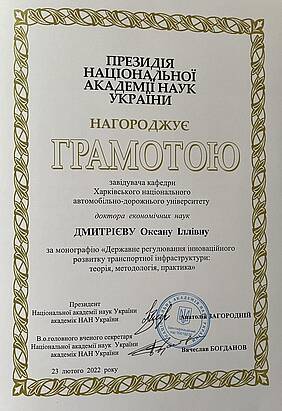 ПРЕЗИДІЯ
НАЦІОНАЛЬНОЇ
АКАДЕМІЇ НАУК
УКРАЇНИ
НАГОРОДЖУЄ
ГРАМОТОЮ
завідувача кафедри
Харківського національного
автомобільно-дорожнього університету
доктора економічних наук
ДМИТРІЄВУ Оксану Іллівну
за монографію «Державне регулювання інноваційного
розвитку транспортної інфраструктури:
теорія, методологія, практика»
Президент
Національної академії наук України
академік НАН України
Анатолій ЗАГОРОДНІЙ
В.о.головного вченого секретаря
Національної академії наук України
академік НАН України
Вячеслав БОГДАНОВ
23 лютого 2022 року